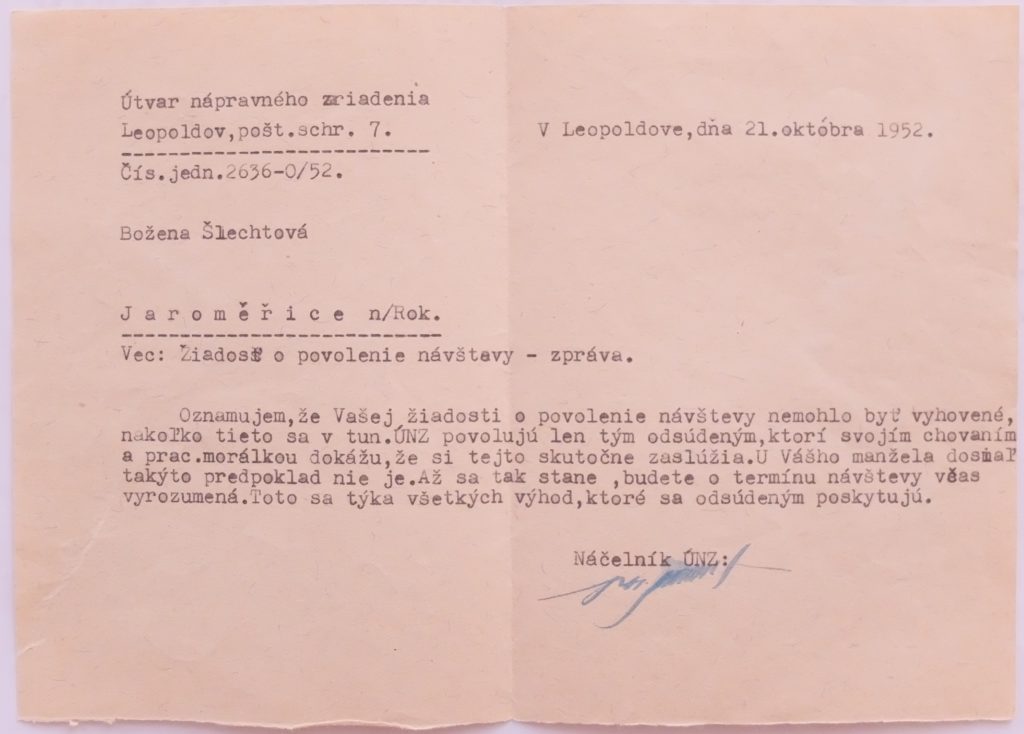 Útvar nápravného zariadenia
Leopoldov,pošt.schr. 7.
V Leopoldove,dňa 21.októbra 1952.
Čís.jedn.2636-0/52.
Božena Šlechtová
Jaroměřice n/Rok.
Vec: Žiadosť o povolenie návštevy - zpráva.
Oznamujem,že Vašej žiadosti o povolenie návštevy nemohlo byť vyhovené,
nakoľko tieto sa v tun.ÚNZ povolujú len tým odsúdeným,ktorí svojím chovaním
a prac.morálkou dokážu,že si tejto skutočne zaslúžia.U Vášho manžela dosiaľ
takýto predpoklad nie je.Až sa tak stane ,budete o termínu návštevy včas
vyrozumená.Toto sa týka všetkých výhod,ktoré sa odsúdeným poskytujú.
Náčelník ÚNZ: